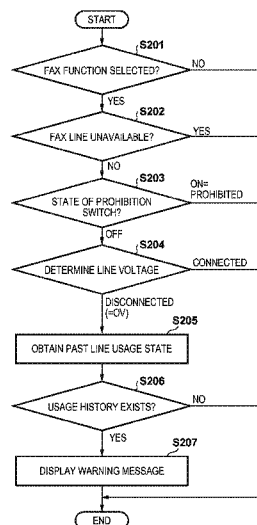 START
S201
FAX FUNCTION SELECTED?
NO
YES
S202
FAX LINE UNAVAILABLE?
YES
NO
S203
STATE OF PROHIBITION
SWITCH?
ON=
PROHIBITED
OFF
S204
DETERMINE LINE VOLTAGE
CONNECTED
DISCONNECTED
(=0V)
S205
OBTAIN PAST LINE USAGE STATE
S206
USAGE HISTORY EXISTS?
NO
YES
S207
DISPLAY WARNING MESSAGE
END